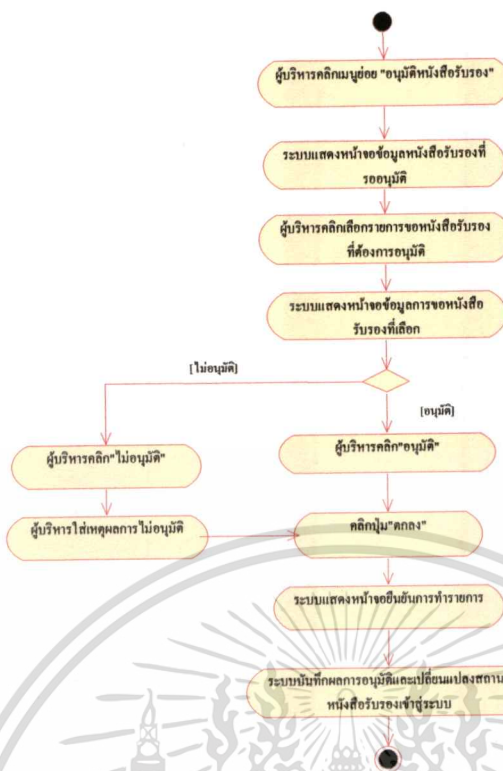 ผู้บริหารคลิกเมนูย่อย "อนุมัติหนังสือรับรอง"
ระบบแสดงหน้าจอข้อมูลหนังสือรับรองที่
รออนุมัติ
ผู้บริหารคลิกเลือกรายการขอหนังสือรับรอง
ที่ต้องการอนุมัติ
ระบบแสดงหน้าจอข้อมูลการขอหนังสือ
รับรองที่เลือก
[ไม่อนุมัติ]
[อนุมัติ]
ผู้บริหารคลิก"ไม่อนุมัติ"
ผู้บริหารคลิก"อนุมัติ"
ผู้บริหารใส่เหตุผลการไม่อนุมัติ
คลิกปุ่ม"ตกลง"
ระบบแสดงหน้าจอยืนยันการทำรายการ
ระบบบันทึกผลการอนุมัติและเปลี่ยนแปลงสถาน
หนังสือรับรองเข้าสู่ระบบ